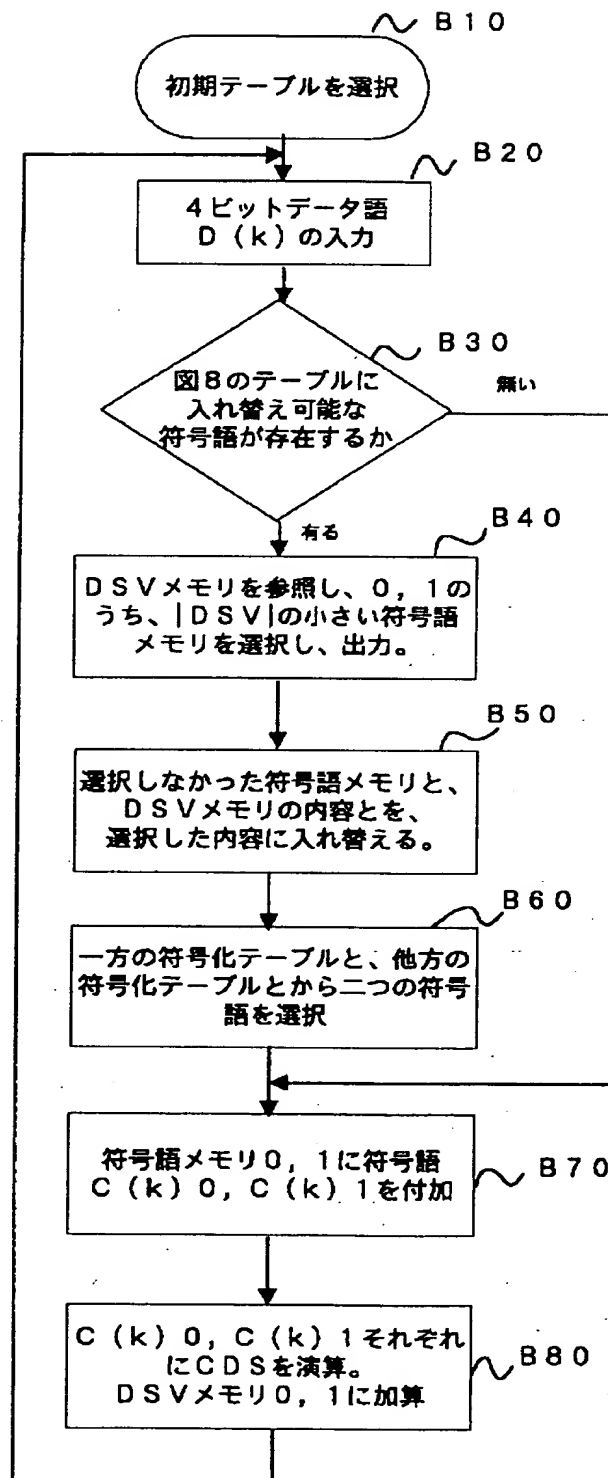 B10
初期テーブルを選択
B20
4ビットデータ語
D(k)の入力
B30
図8のテーブルに
入れ替え可能な
符号語が存在するか
無い
有る
B40
DSVメモリを参照し、0，1の
うち、|DSV|の小さい符号語
メモリを選択し、出力。
B50
選択しなかった符号語メモリと、
DSVメモリの内容とを、
選択した内容に入れ替える。
B60
一方の符号化テーブルと、他方の
符号化テーブルとから二つの符号
語を選択
符号語メモリ0，1に符号語
C(k)0，C(k)1を付加
B70
C(k)0，C(k)1それぞれ
にCDSを演算。
DSVメモリ0，1に加算
B80